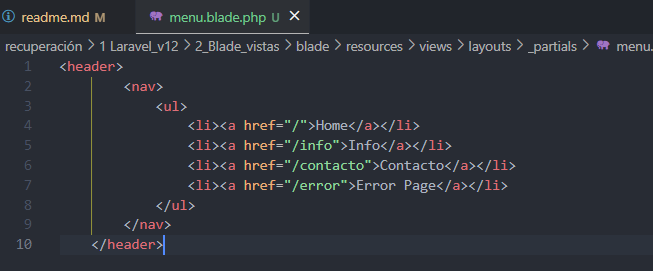 readme.md M menu.blade.php U ×
recuperación > 1 Laravel_v12 > 2_Blade_vistas > blade > resources > views > layouts > _partials > menu.
1 <header>
2 <nav>
3 <ul>
4 <li><a href="/">Home</a></li>
5 <li><a href="/info">Info</a></li>
6 <li><a href="/contacto">Contacto</a></li>
7 <li><a href="/error">Error Page</a></li>
8 </ul>
9 </nav>
10 </header>